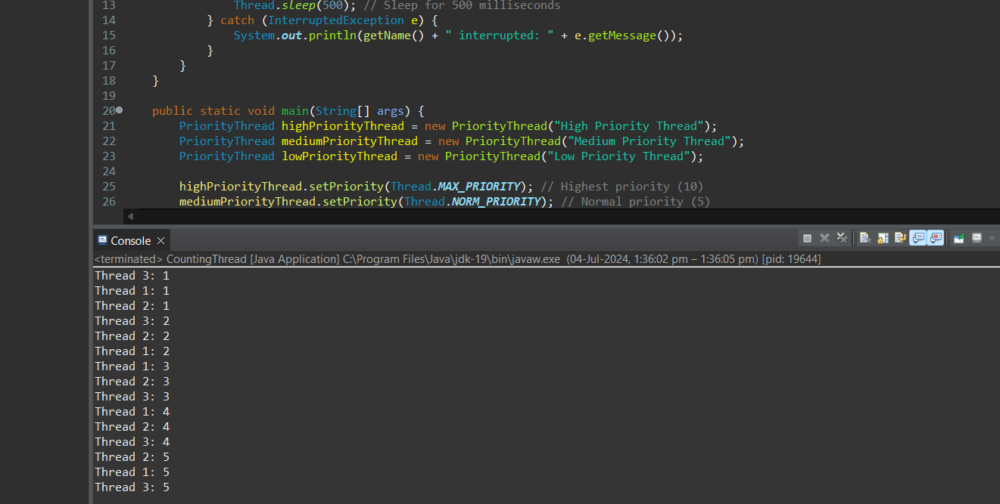 13                Thread.sleep(500); // Sleep for 500 milliseconds
14            } catch (InterruptedException e) {
15                System.out.println(getName() + " interrupted: " + e.getMessage());
16            }
17        }
18    }
19
20    public static void main(String[] args) {
21        PriorityThread highPriorityThread = new PriorityThread("High Priority Thread");
22        PriorityThread mediumPriorityThread = new PriorityThread("Medium Priority Thread");
23        PriorityThread lowPriorityThread = new PriorityThread("Low Priority Thread");
24
25        highPriorityThread.setPriority(Thread.MAX_PRIORITY); // Highest priority (10)
26        mediumPriorityThread.setPriority(Thread.NORM_PRIORITY); // Normal priority (5)
Console
<terminated> CountingThread [Java Application] C:\Program Files\Java\jdk-19\bin\javaw.exe (04-Jul-2024, 1:36:02 pm – 1:36:05 pm) [pid: 19644]
Thread 3: 1
Thread 1: 1
Thread 2: 1
Thread 3: 2
Thread 2: 2
Thread 1: 2
Thread 1: 3
Thread 2: 3
Thread 3: 3
Thread 1: 4
Thread 2: 4
Thread 3: 4
Thread 2: 5
Thread 1: 5
Thread 3: 5